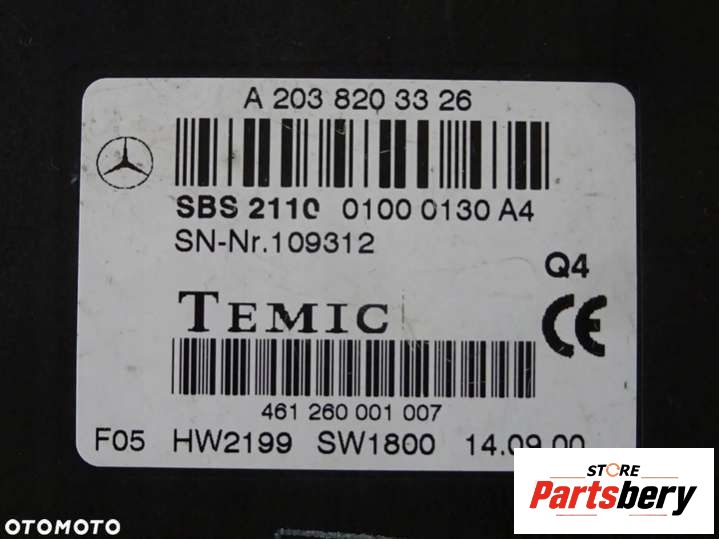 A 203 820 33 26
SBS 2110 0100 0130 A4
SN-Nr.109312
Q4
TEMIC
CE
461 260 001 007
F05 HW2199 SW1800 14.09.00
STORE
Partsbery
OTOMOTO